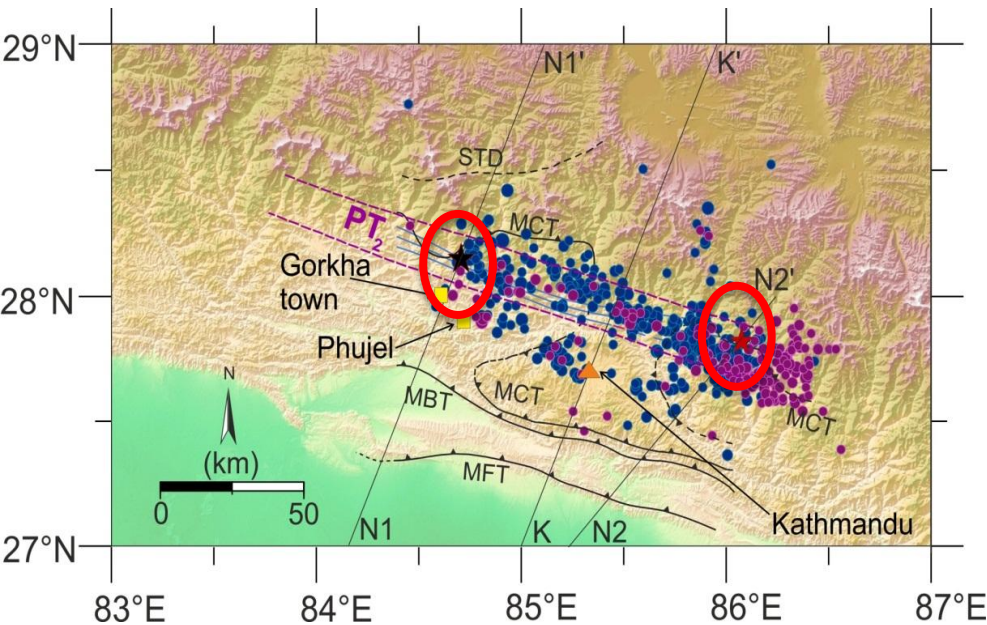 29°N
N1'
K'
STD
PT2
MCT
Gorkha
town
28°N
N2'
Phujel
N
MBT
MCT
MCT
(km)
MFT
0
50
Kathmandu
N1
K
N2
27°N
83°E
84°E
85°E
86°E
87°E